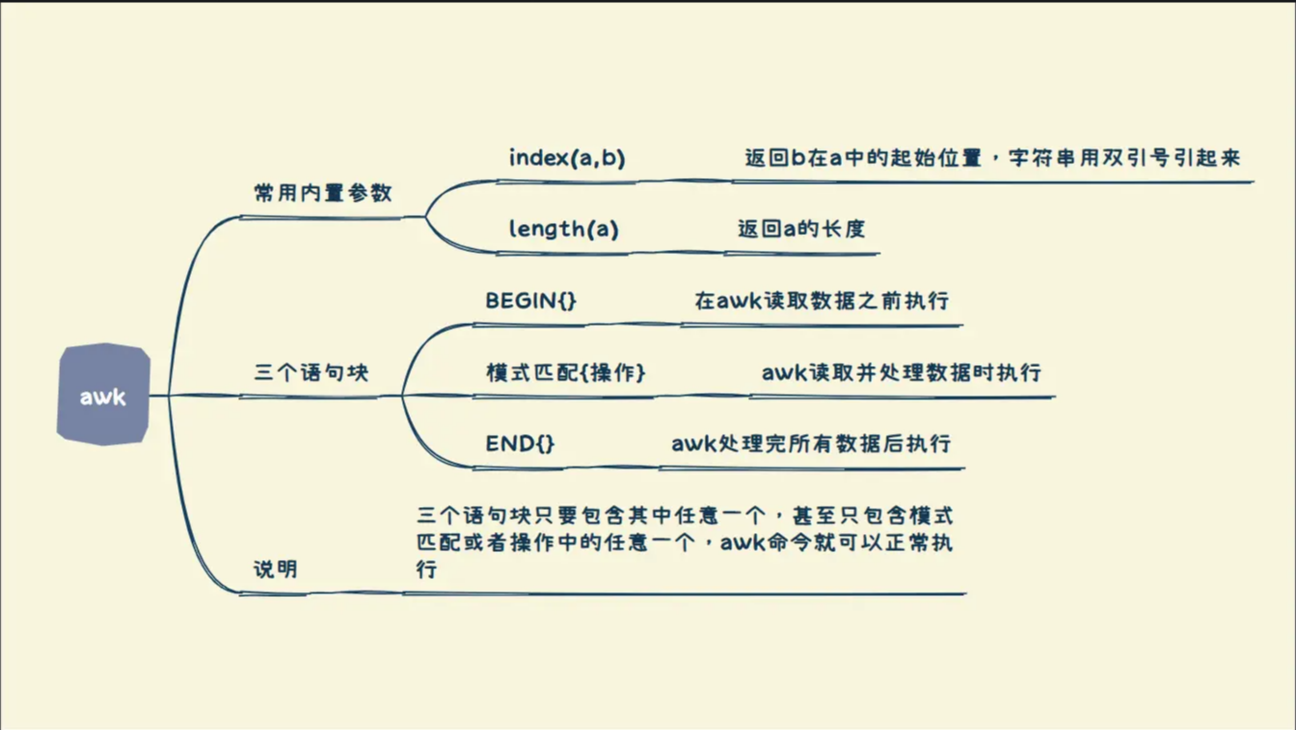 awk
常用内置参数
index(a,b)
返回b在a中的起始位置，字符串用双引号引起来
length(a)
返回a的长度
三个语句块
BEGIN{}
在awk读取数据之前执行
模式匹配{操作}
awk读取并处理数据时执行
END{}
awk处理完所有数据后执行
说明
三个语句块只要包含其中任意一个，甚至只包含模式
匹配或者操作中的任意一个，awk命令就可以正常执
行